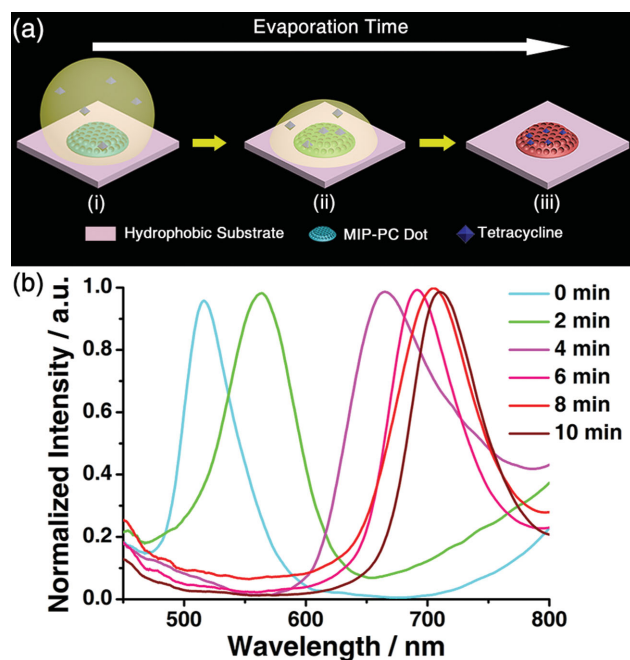 (a)
Evaporation Time
(i)
(ii)
(iii)
Hydrophobic Substrate
MIP-PC Dot
Tetracycline
(b)
Normalized Intensity / a.u.
1.0
0.8
0.6
0.4
0.2
0.0
500
600
700
800
Wavelength / nm
0 min
2 min
4 min
6 min
8 min
10 min